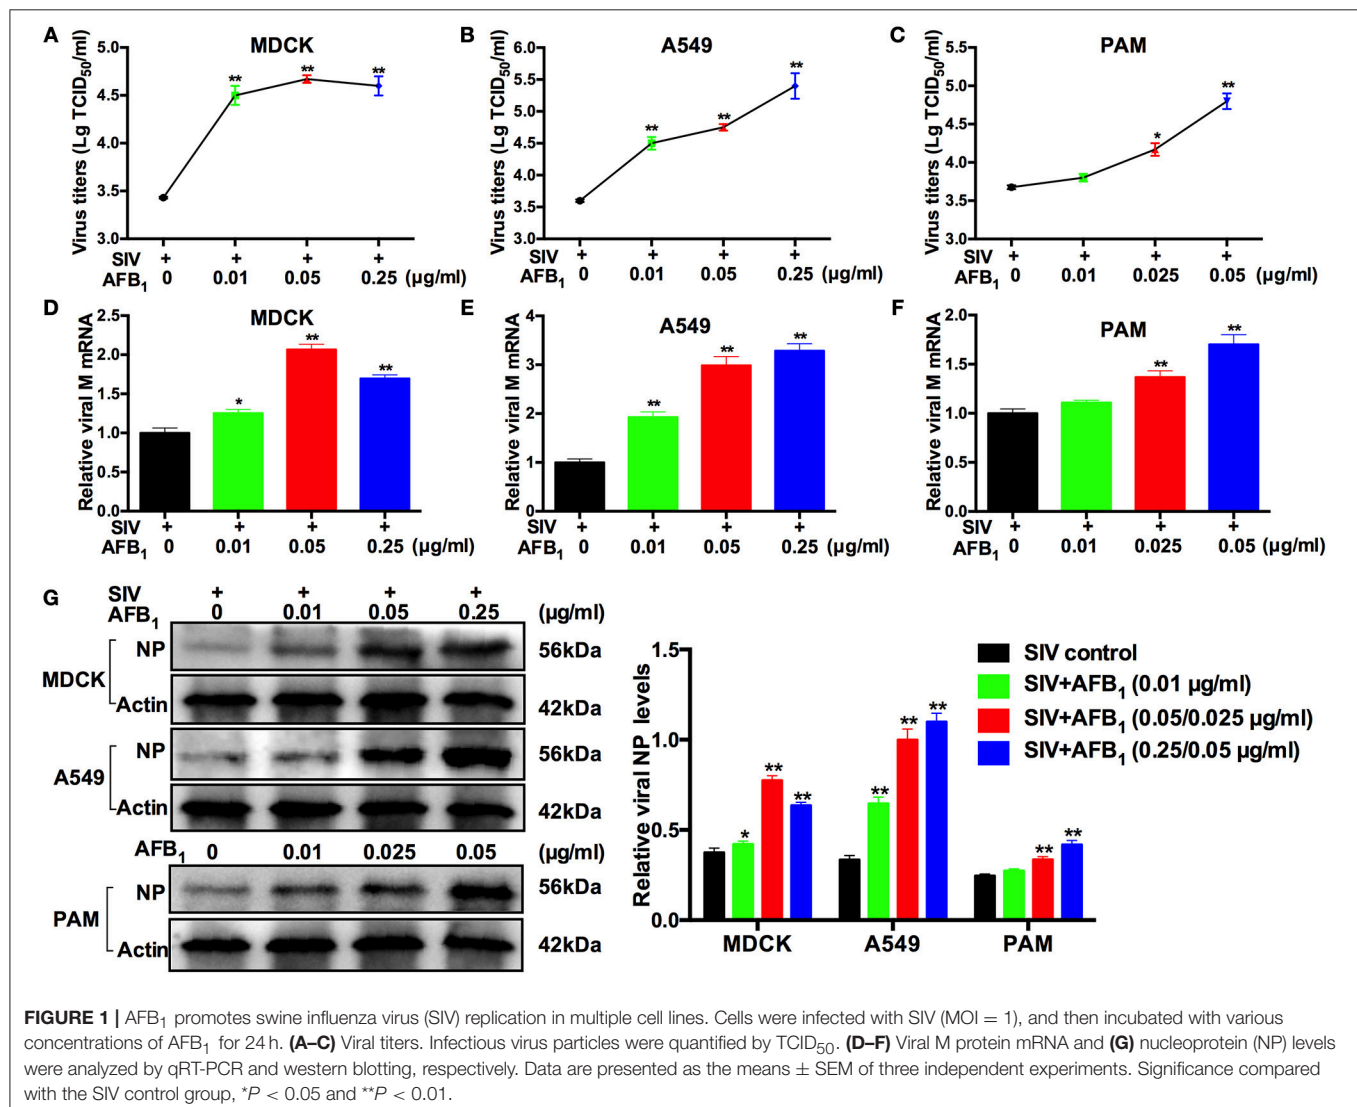 A
MDCK
Virus titers (Lg TCID50/ml)
5.0
4.5
4.0
3.5
3.0
** ** **
SIV + + + +
AFB1 0 0.01 0.05 0.25 (µg/ml)
B
A549
Virus titers (Lg TCID50/ml)
6.0
5.5
5.0
4.5
4.0
3.5
3.0
** ** **
+ + + +
AFB1 0 0.01 0.05 0.25 (µg/ml)
SIV
C
PAM
Virus titers (Lg TCID50/ml)
5.5
5.0
4.5
4.0
3.5
3.0
* **
SIV + + + +
AFB1 0 0.01 0.025 0.05 (µg/ml)
D
MDCK
Relative viral M mRNA
2.5
2.0
1.5
1.0
0.5
0.0
* ** **
SIV + + + +
AFB1 0 0.01 0.05 0.25 (µg/ml)
E
A549
Relative viral M mRNA
4
3
2
1
0
** ** **
SIV + + + +
AFB1 0 0.01 0.05 0.25 (µg/ml)
F
PAM
Relative viral M mRNA
2.0
1.5
1.0
0.5
0.0
** **
SIV + + + +
AFB1 0 0.01 0.025 0.05 (µg/ml)
G
SIV + + + +
AFB1 0 0.01 0.05 0.25 (µg/ml)
NP 56kDa
MDCK
Actin 42kDa
NP 56kDa
A549
Actin 42kDa
AFB1 0 0.01 0.025 0.05 (µg/ml)
NP 56kDa
PAM
Actin 42kDa
Relative viral NP levels
1.5
1.0
0.5
0.0
* ** ** ** ** ** ** **
MDCK A549 PAM
SIV control
SIV+AFB1 (0.01 µg/ml)
SIV+AFB1 (0.05/0.025 µg/ml)
SIV+AFB1 (0.25/0.05 µg/ml)
FIGURE 1 | AFB1 promotes swine influenza virus (SIV) replication in multiple cell lines. Cells were infected with SIV (MOI = 1), and then incubated with various
concentrations of AFB1 for 24 h. (A–C) Viral titers. Infectious virus particles were quantified by TCID50. (D–F) Viral M protein mRNA and (G) nucleoprotein (NP) levels
were analyzed by qRT-PCR and western blotting, respectively. Data are presented as the means ± SEM of three independent experiments. Significance compared
with the SIV control group, *P < 0.05 and **P < 0.01.